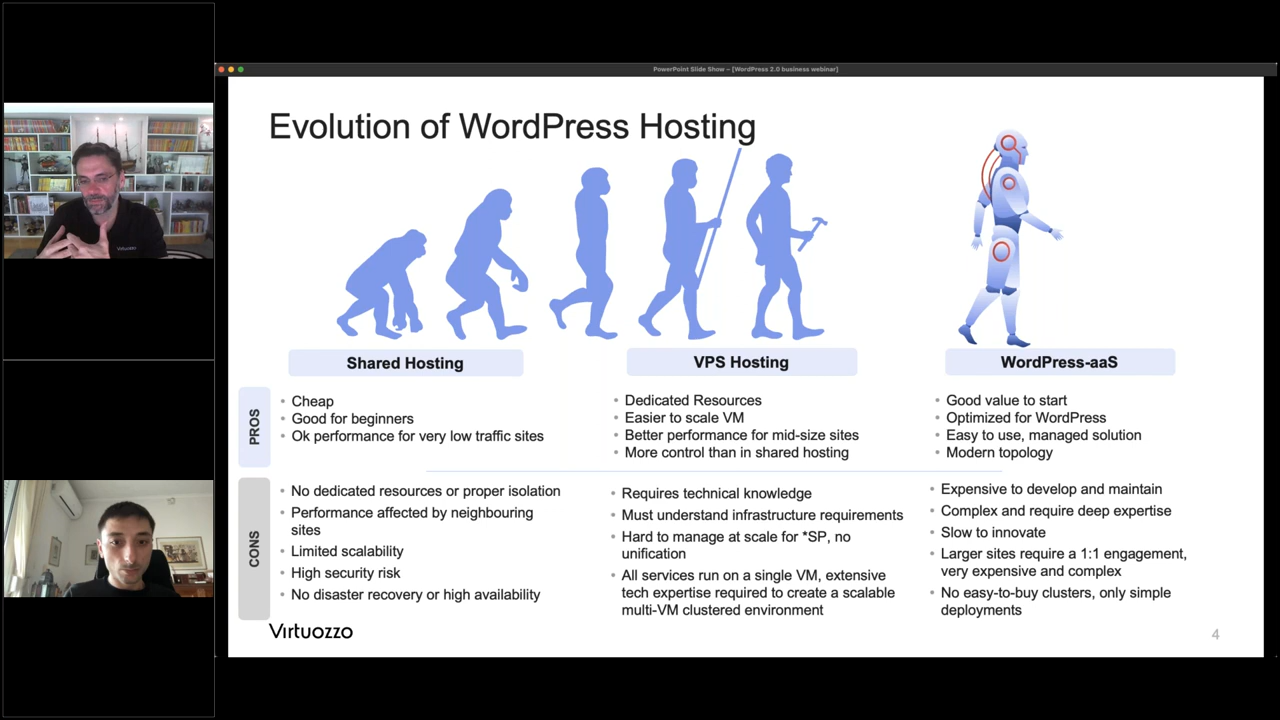 PowerPoint Slide Show – [WordPress 2.0 business webinar]
Evolution of WordPress Hosting
Shared Hosting
VPS Hosting
WordPress-aaS
PROS
• Cheap
• Good for beginners
• Ok performance for very low traffic sites
• Dedicated Resources
• Easier to scale VM
• Better performance for mid-size sites
• More control than in shared hosting
• Good value to start
• Optimized for WordPress
• Easy to use, managed solution
• Modern topology
CONS
• No dedicated resources or proper isolation
• Performance affected by neighbouring
sites
• Limited scalability
• High security risk
• No disaster recovery or high availability
• Requires technical knowledge
• Must understand infrastructure requirements
• Hard to manage at scale for *SP, no
unification
• All services run on a single VM, extensive
tech expertise required to create a scalable
multi-VM clustered environment
• Expensive to develop and maintain
• Complex and require deep expertise
• Slow to innovate
• Larger sites require a 1:1 engagement,
very expensive and complex
• No easy-to-buy clusters, only simple
deployments
Virtuozzo
4
Virtuozzo